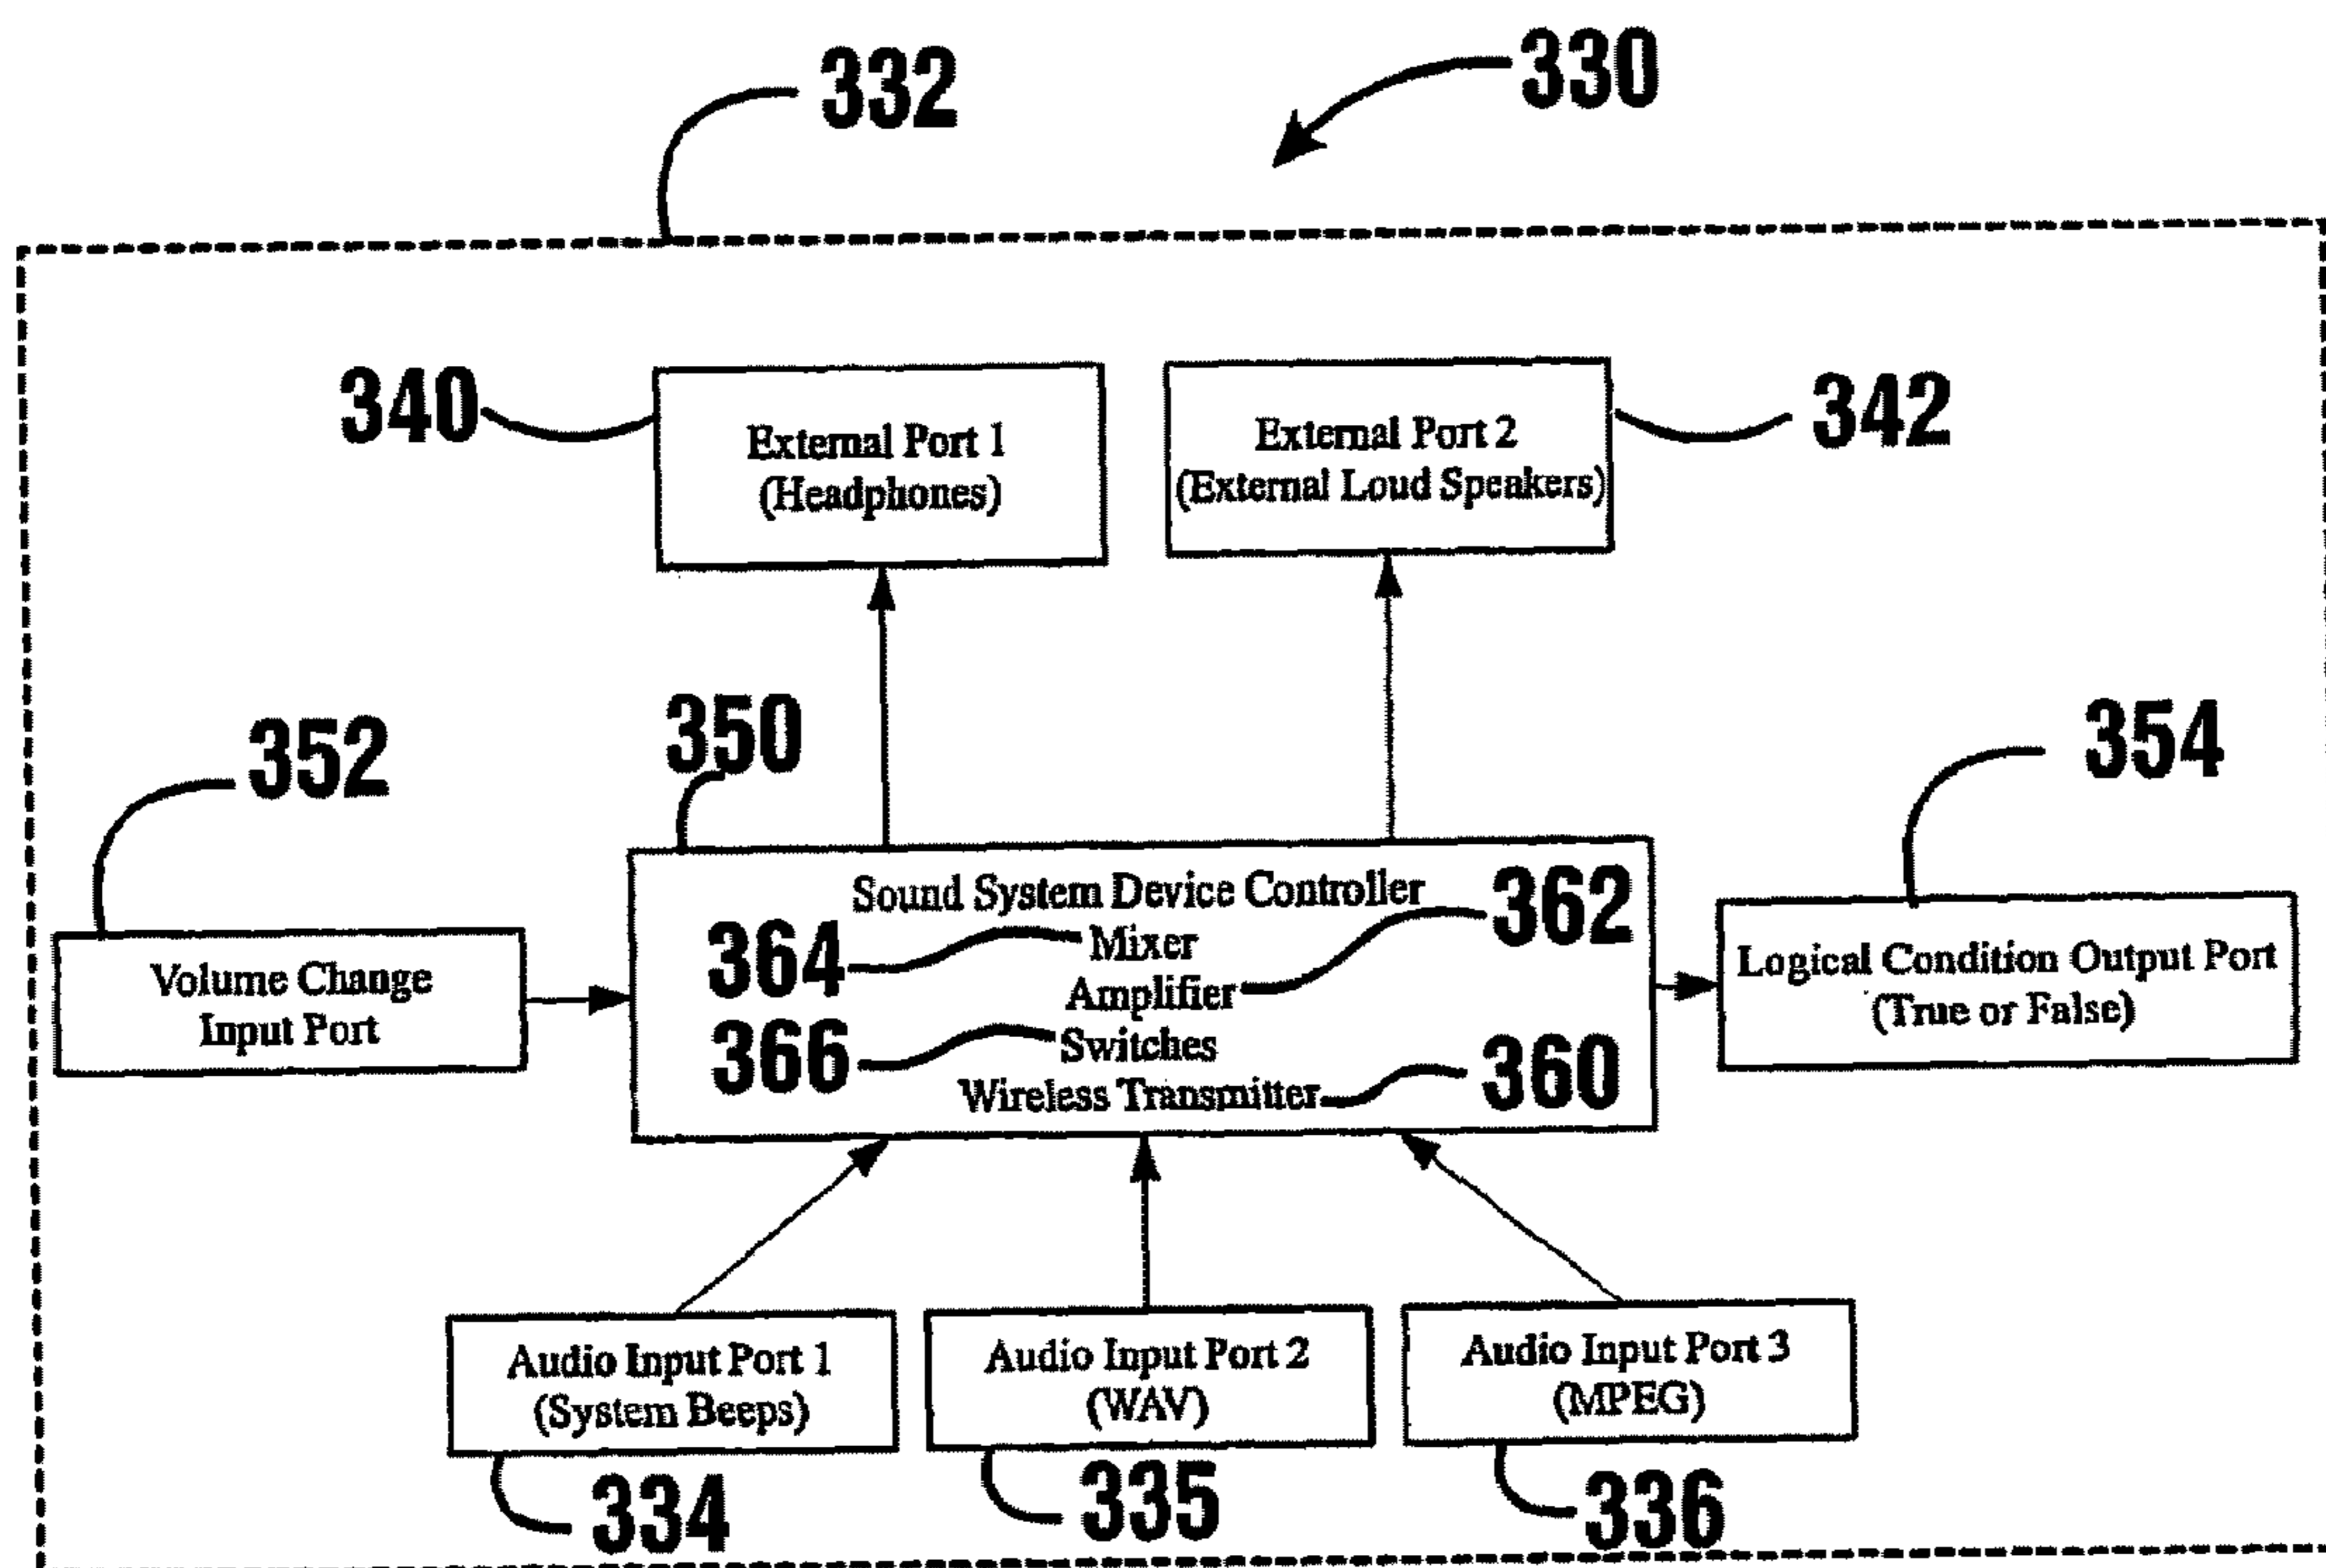 332
330
340
External Port 1
(Headphones)
External Port 2
(External Loud Speakers)
342
352
350
354
Volume Change
Input Port
Sound System Device Controller
362
364
Mixer
Amplifier
366
Switches
360
Wireless Transmitter
Logical Condition Output Port
(True or False)
Audio Input Port 1
(System Beeps)
Audio Input Port 2
(WAV)
Audio Input Port 3
(MPEG)
334
335
336